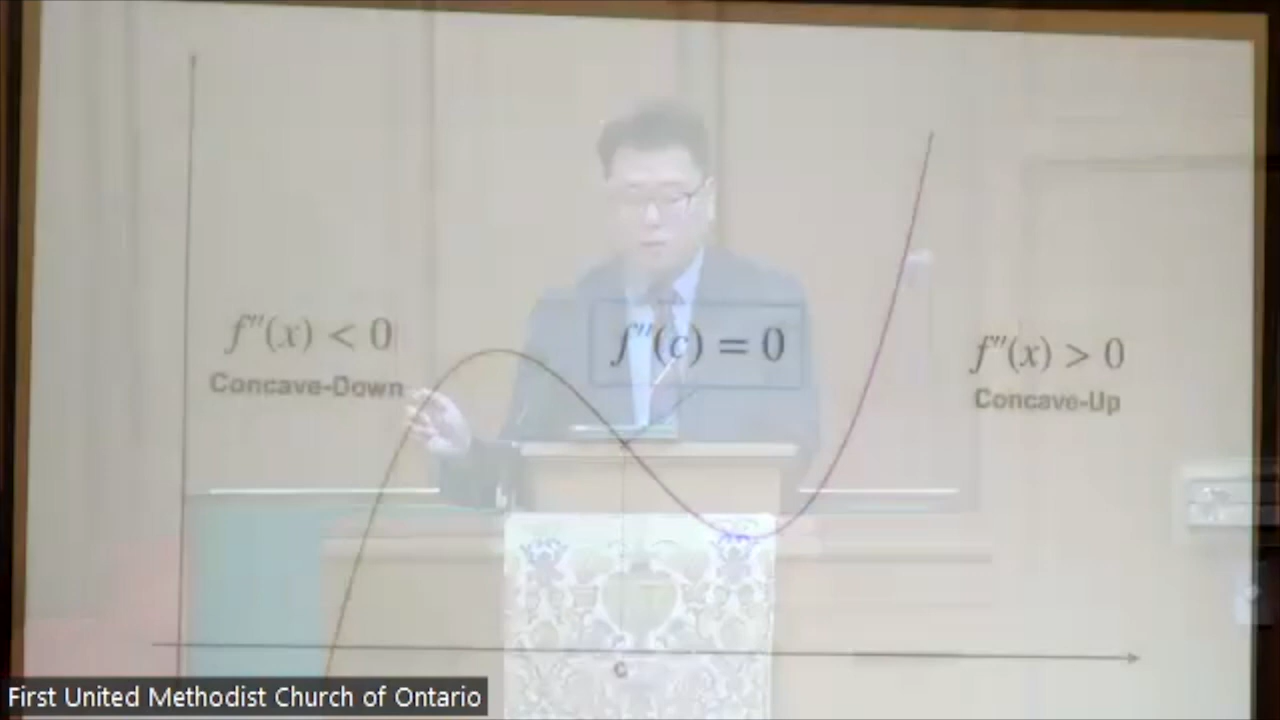 f″(x) < 0
Concave-Down
f″(c) = 0
f″(x) > 0
Concave-Up
c
First United Methodist Church of Ontario